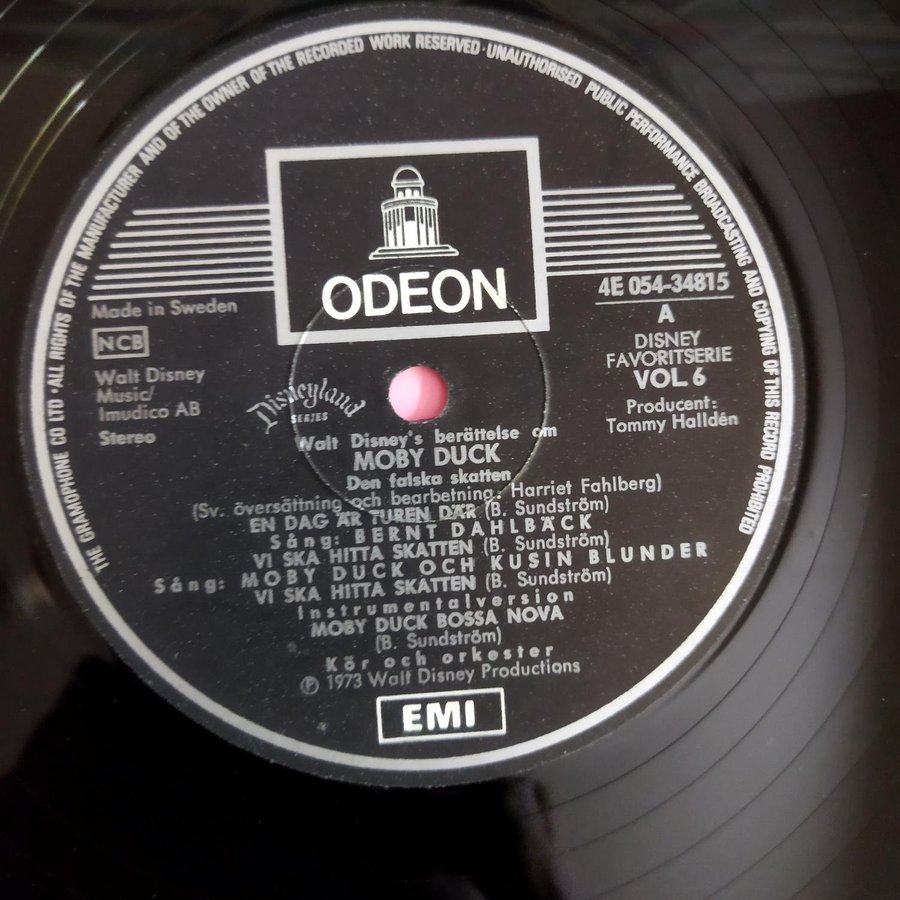 THE GRAMOPHONE CO LTD · ALL RIGHTS OF THE MANUFACTURER AND OF THE OWNER OF THE RECORDED WORK RESERVED · UNAUTHORISED PUBLIC PERFORMANCE BROADCASTING AND COPYING OF THIS RECORD PROHIBITED
ODEON
Made in Sweden
NCB
Walt Disney
Music/
Imudico AB
Stereo
4E 054-34815
A
DISNEY
FAVORITSERIE
VOL. 6
Producent:
Tommy Halldén
Disneyland
SERIES
Walt Disney's berättelse om
MOBY DUCK
Den falska skatten
(Sv. översättning och bearbetning: Harriet Fahlberg)
EN DAG ÄR TUREN DÄR (B. Sundström)
Sång: BERNT DAHLBÄCK
VI SKA HITTA SKATTEN (B. Sundström)
Sång: MOBY DUCK OCH KUSIN BLUNDER
VI SKA HITTA SKATTEN (B. Sundström)
Instrumentalversion
MOBY DUCK BOSSA NOVA
(B. Sundström)
Kör och orkester
℗ 1973 Walt Disney Productions
EMI